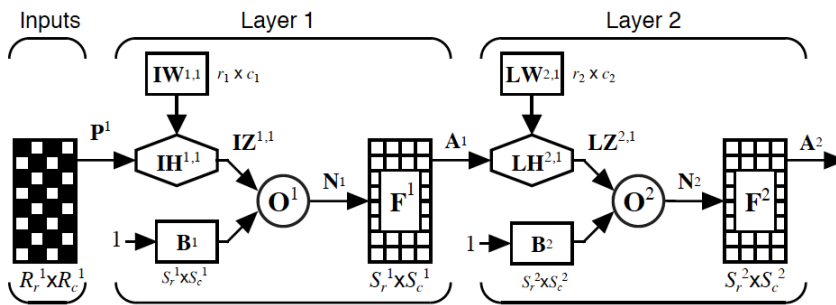 Inputs Layer 1 Layer 2
IW1,1 r1 x c1 LW2,1 r2 x c2
P1 IZ1,1 A1 LZ2,1 A2
IH1,1 N1 LH2,1 N2
O1 F1 O2 F2
1 B1 1 B2
Rr1xRc1 Sr1xSc1 Sr1xSc1 Sr2xSc2 Sr2xSc2